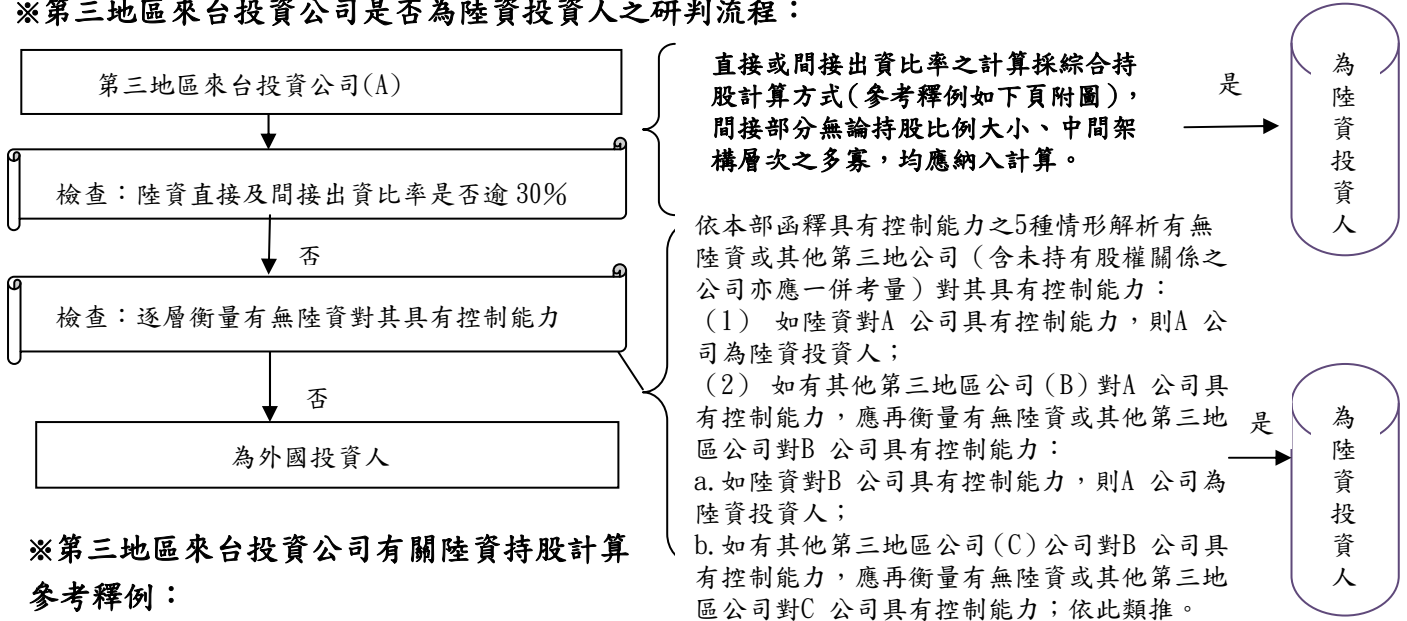 ※第三地區來台投資公司是否為陸資投資人之研判流程：
第三地區來台投資公司(A)
檢查：陸資直接及間接出資比率是否逾30%
否
檢查：逐層衡量有無陸資對其具有控制能力
否
為外國投資人
直接或間接出資比率之計算採綜合持
股計算方式(參考釋例如下頁附圖)，
間接部分無論持股比例大小、中間架
構層次之多寡，均應納入計算。
是
為
陸
資
投
資
人
依本部函釋具有控制能力之5種情形解析有無
陸資或其他第三地公司（含未持有股權關係之
公司亦應一併考量）對其具有控制能力：
（1） 如陸資對A 公司具有控制能力，則A 公
司為陸資投資人；
（2） 如有其他第三地區公司(B)對A 公司具
有控制能力，應再衡量有無陸資或其他第三地
區公司對B 公司具有控制能力：
a.如陸資對B 公司具有控制能力，則A 公司為
陸資投資人；
b.如有其他第三地區公司(C)公司對B 公司具
有控制能力，應再衡量有無陸資或其他第三地
區公司對C 公司具有控制能力；依此類推。
是
為
陸
資
投
資
人
※第三地區來台投資公司有關陸資持股計算
參考釋例：